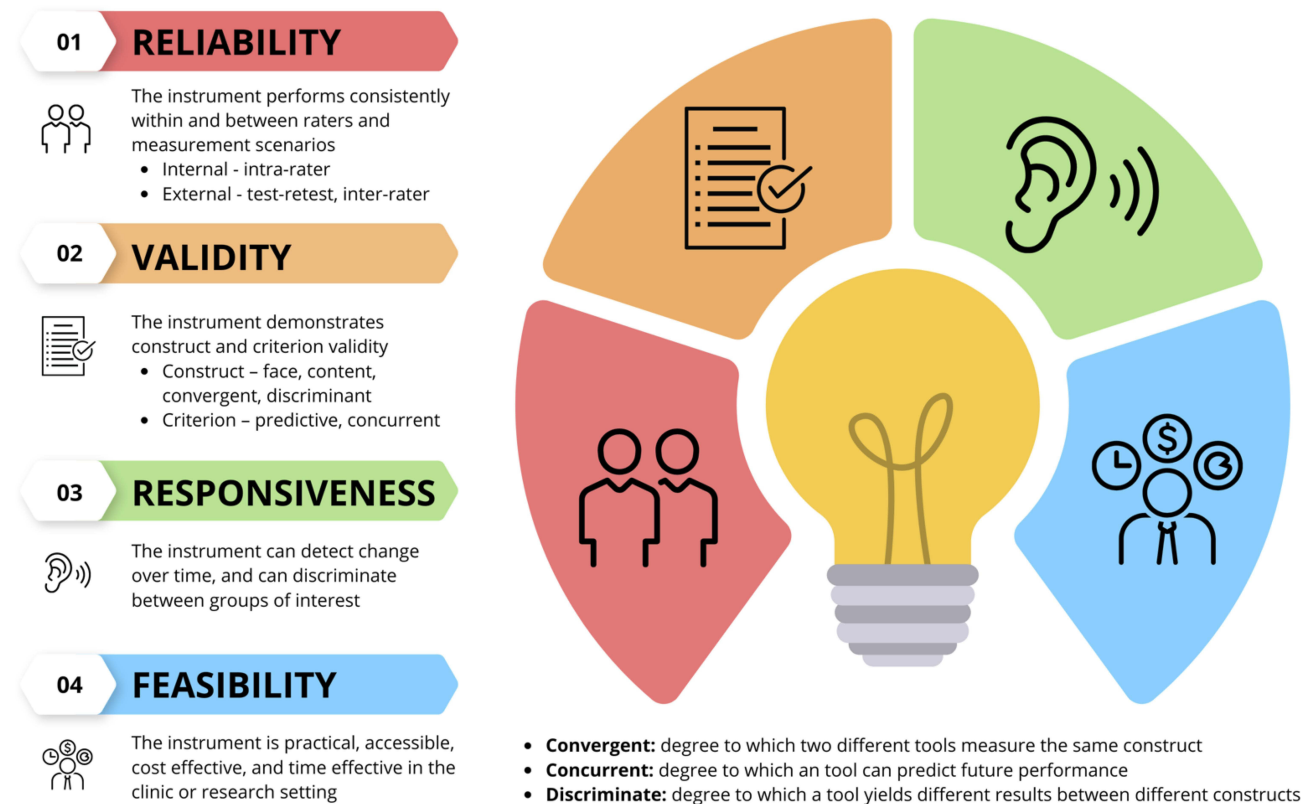 01 RELIABILITY
The instrument performs consistently
within and between raters and
measurement scenarios
• Internal - intra-rater
• External - test-retest, inter-rater
02 VALIDITY
The instrument demonstrates
construct and criterion validity
• Construct – face, content,
convergent, discriminant
• Criterion – predictive, concurrent
03 RESPONSIVENESS
The instrument can detect change
over time, and can discriminate
between groups of interest
04 FEASIBILITY
The instrument is practical, accessible,
cost effective, and time effective in the
clinic or research setting
• Convergent: degree to which two different tools measure the same construct
• Concurrent: degree to which an tool can predict future performance
• Discriminate: degree to which a tool yields different results between different constructs